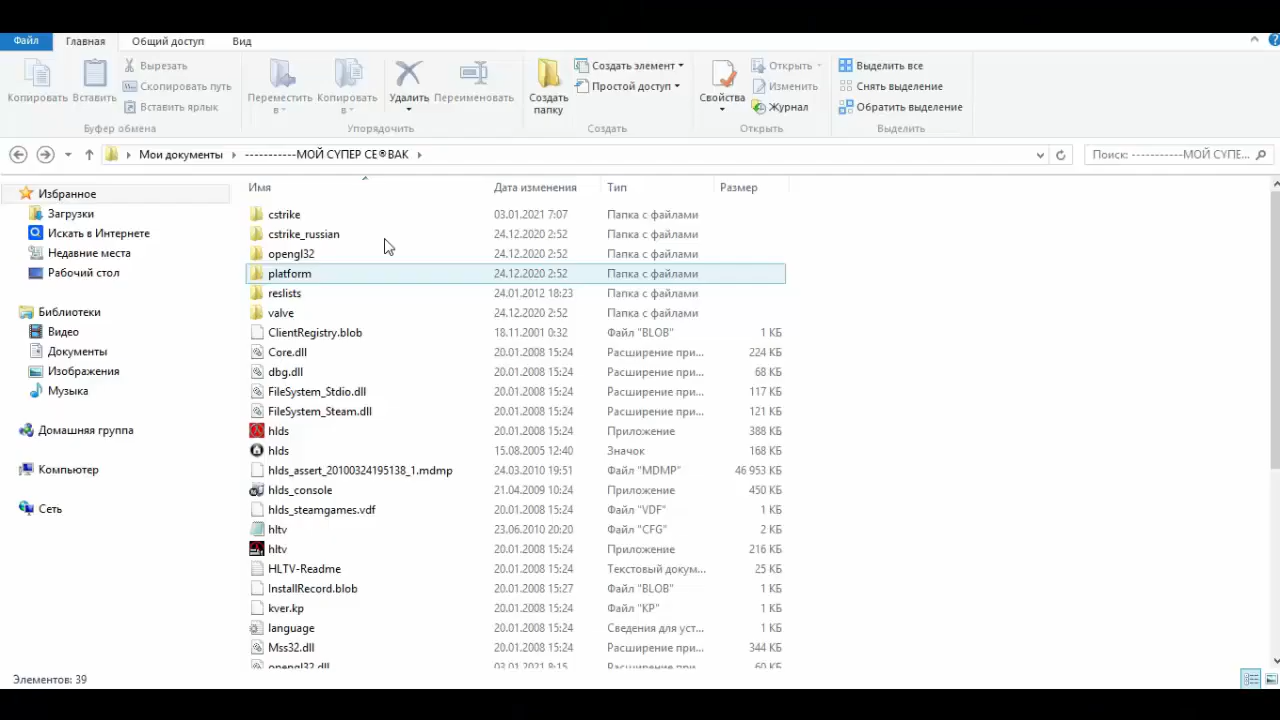 Файл Главная Общий доступ Вид
Копировать
Вставить
Вырезать
Скопировать путь
Вставить ярлык
Буфер обмена
Переместить в
Копировать в
Удалить
Переименовать
Упорядочить
Создать папку
Создать элемент
Простой доступ
Создать
Свойства
Открыть
Изменить
Журнал
Открыть
Выделить все
Снять выделение
Обратить выделение
Выделить
Мои документы -----------МОЙ СУПЕР СЕ®ВАК
Поиск: -----------МОЙ СУПЕ...
Избранное
Загрузки
Искать в Интернете
Недавние места
Рабочий стол
Библиотеки
Видео
Документы
Изображения
Музыка
Домашняя группа
Компьютер
Сеть
Имя Дата изменения Тип Размер
cstrike 03.01.2021 7:07 Папка с файлами
cstrike_russian 24.12.2020 2:52 Папка с файлами
opengl32 24.12.2020 2:52 Папка с файлами
platform 24.12.2020 2:52 Папка с файлами
reslists 24.01.2012 18:23 Папка с файлами
valve 24.12.2020 2:52 Папка с файлами
ClientRegistry.blob 18.11.2001 0:32 Файл "BLOB" 1 КБ
Core.dll 20.01.2008 15:24 Расширение при... 224 КБ
dbg.dll 20.01.2008 15:24 Расширение при... 68 КБ
FileSystem_Stdio.dll 20.01.2008 15:24 Расширение при... 117 КБ
FileSystem_Steam.dll 20.01.2008 15:24 Расширение при... 121 КБ
hlds 20.01.2008 15:24 Приложение 388 КБ
hlds 15.08.2005 12:40 Значок 168 КБ
hlds_assert_20100324195138_1.mdmp 24.03.2010 19:51 Файл "MDMP" 46 953 КБ
hlds_console 21.04.2009 10:24 Приложение 450 КБ
hlds_steamgames.vdf 20.01.2008 15:24 Файл "VDF" 1 КБ
hltv 23.06.2010 20:20 Файл "CFG" 2 КБ
hltv 20.01.2008 15:24 Приложение 216 КБ
HLTV-Readme 20.01.2008 15:24 Текстовый докум... 25 КБ
InstallRecord.blob 20.01.2008 15:27 Файл "BLOB" 1 КБ
kver.kp 20.01.2008 15:24 Файл "KP" 1 КБ
language 20.01.2008 15:24 Сведения для уст... 1 КБ
Mss32.dll 20.01.2008 15:24 Расширение при... 344 КБ
opengl32.dll 03.01.2021 8:15 Расширение при... 60 КБ
Элементов: 39